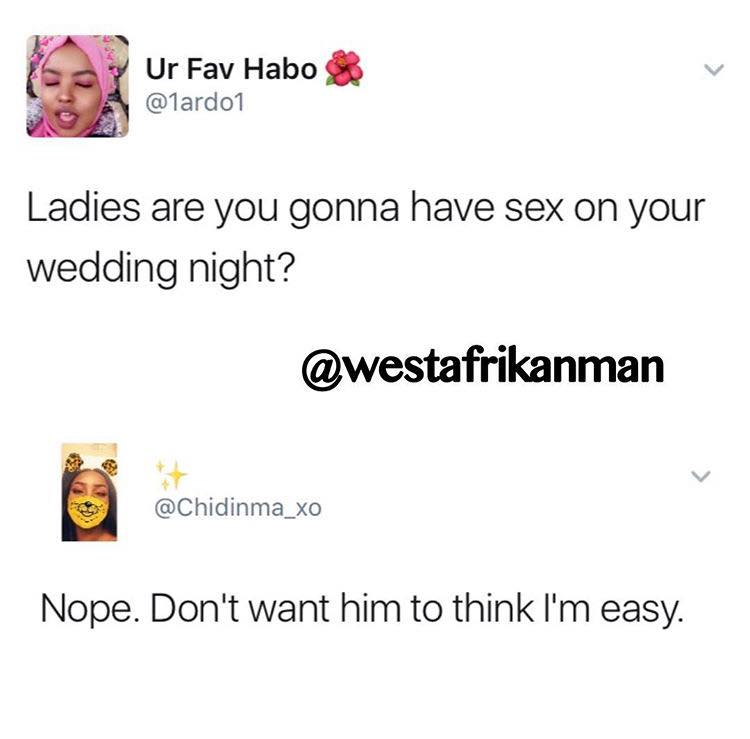 Ur Fav Habo 🌺
@1ardo1
Ladies are you gonna have sex on your
wedding night?
@westafrikanman
✨
@Chidinma_xo
Nope. Don't want him to think I'm easy.